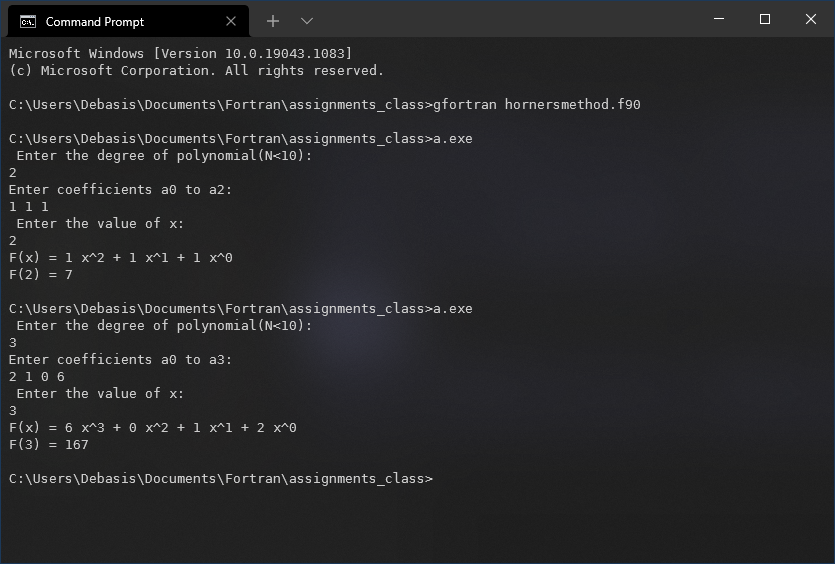 Command Prompt
Microsoft Windows [Version 10.0.19043.1083]
(c) Microsoft Corporation. All rights reserved.
C:\Users\Debasis\Documents\Fortran\assignments_class>gfortran hornersmethod.f90
C:\Users\Debasis\Documents\Fortran\assignments_class>a.exe
Enter the degree of polynomial(N<10):
2
Enter coefficients a0 to a2:
1 1 1
Enter the value of x:
2
F(x) = 1 x^2 + 1 x^1 + 1 x^0
F(2) = 7
C:\Users\Debasis\Documents\Fortran\assignments_class>a.exe
Enter the degree of polynomial(N<10):
3
Enter coefficients a0 to a3:
2 1 0 6
Enter the value of x:
3
F(x) = 6 x^3 + 0 x^2 + 1 x^1 + 2 x^0
F(3) = 167
C:\Users\Debasis\Documents\Fortran\assignments_class>